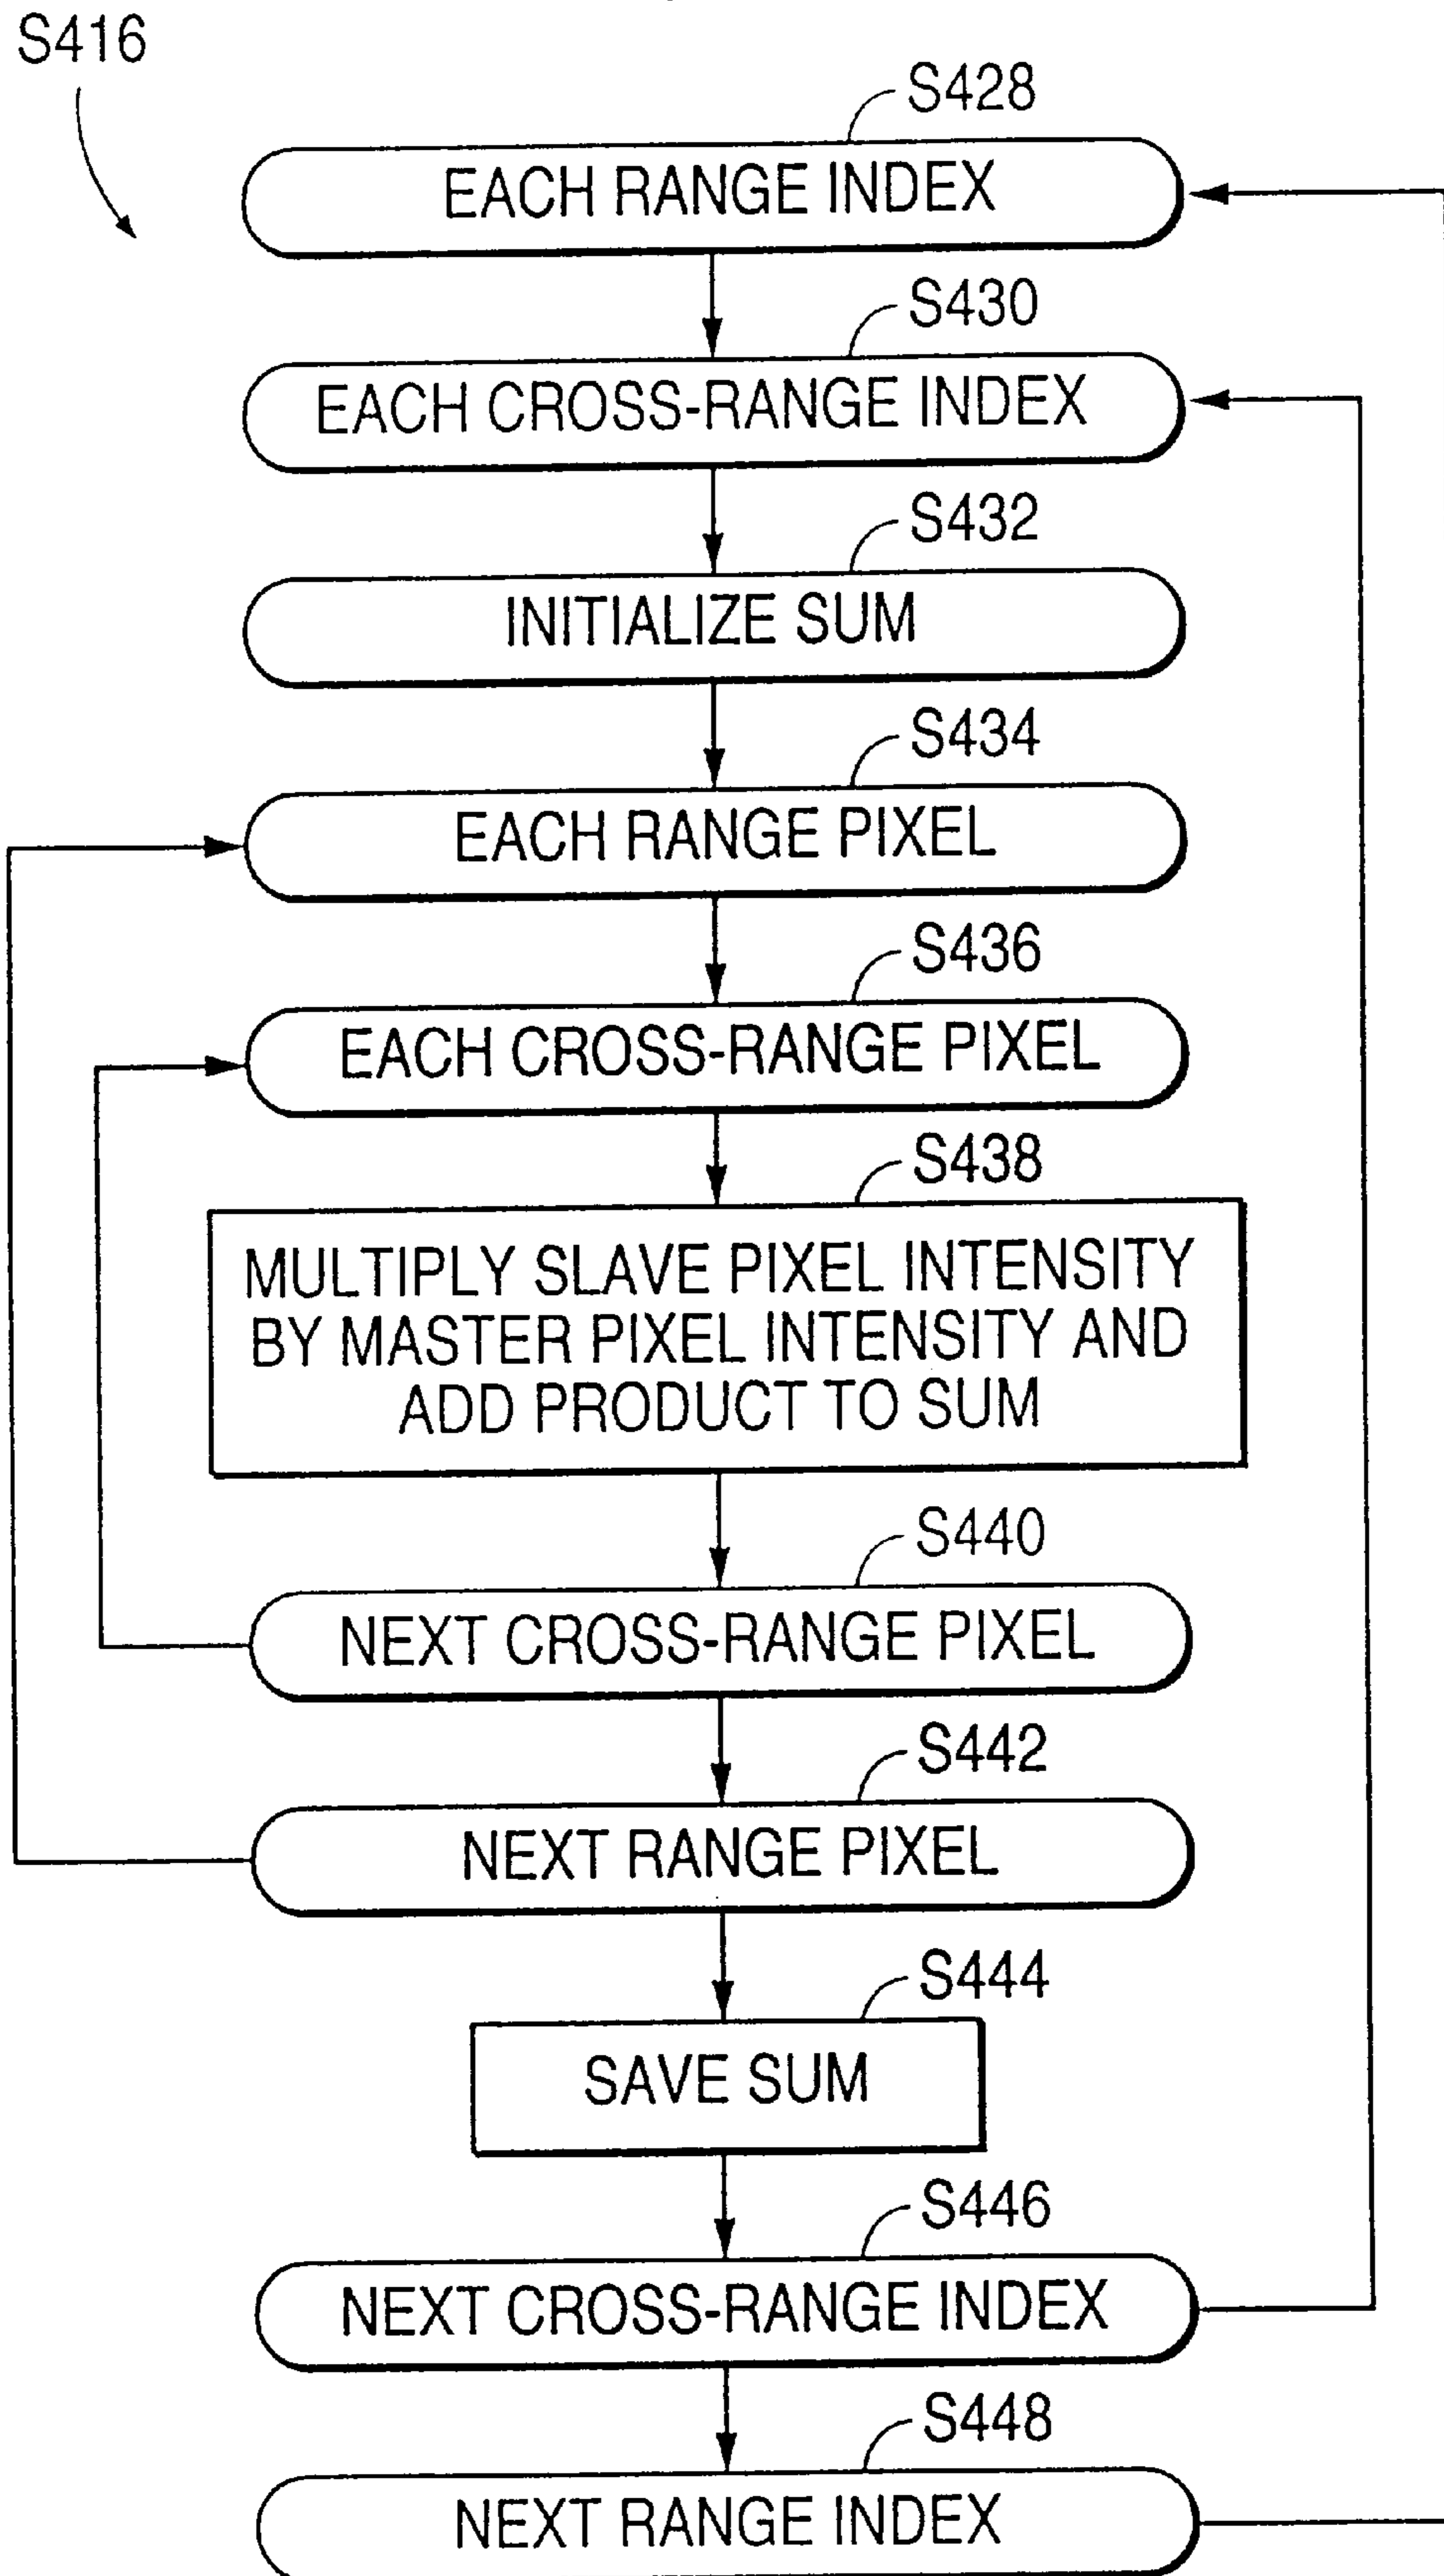 S416
S428
EACH RANGE INDEX
S430
EACH CROSS-RANGE INDEX
S432
INITIALIZE SUM
S434
EACH RANGE PIXEL
S436
EACH CROSS-RANGE PIXEL
S438
MULTIPLY SLAVE PIXEL INTENSITY
BY MASTER PIXEL INTENSITY AND
ADD PRODUCT TO SUM
S440
NEXT CROSS-RANGE PIXEL
S442
NEXT RANGE PIXEL
S444
SAVE SUM
S446
NEXT CROSS-RANGE INDEX
S448
NEXT RANGE INDEX